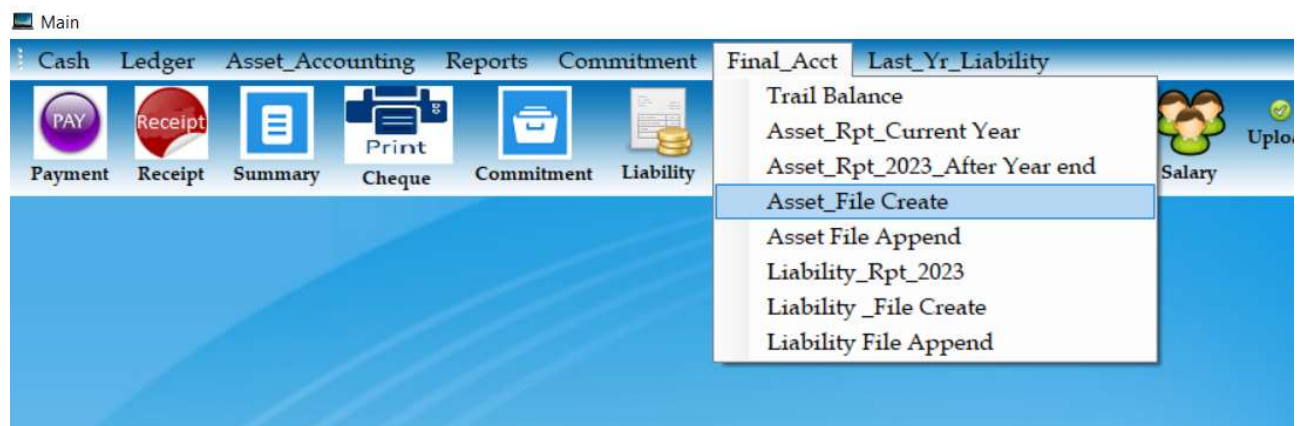 Main
Cash Ledger Asset_Accounting Reports Commitment Final_Acct Last_Yr_Liability
PAY Receipt Print
Payment Receipt Summary Cheque Commitment Liability Salary Uploa
Trail Balance
Asset_Rpt_Current Year
Asset_Rpt_2023_After Year end
Asset_File Create
Asset File Append
Liability_Rpt_2023
Liability _File Create
Liability File Append